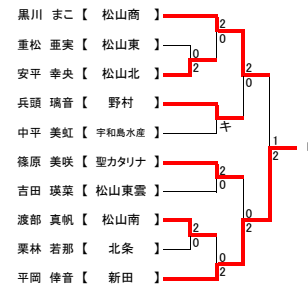 黒川 まこ【 松山商 】
重松 亜実【 松山東 】
安平 幸央【 松山北 】
兵頭 璃音【 野村 】
中平 美虹【 宇和島水産 】
篠原 美咲【 聖カタリナ 】
吉田 瑛菜【 松山東雲 】
渡部 真帆【 松山南 】
栗林 若那【 北条 】
平岡 倖音【 新田 】
2
0
0
2
2
0
キ
1
2
2
0
0
2
2
0
0
2